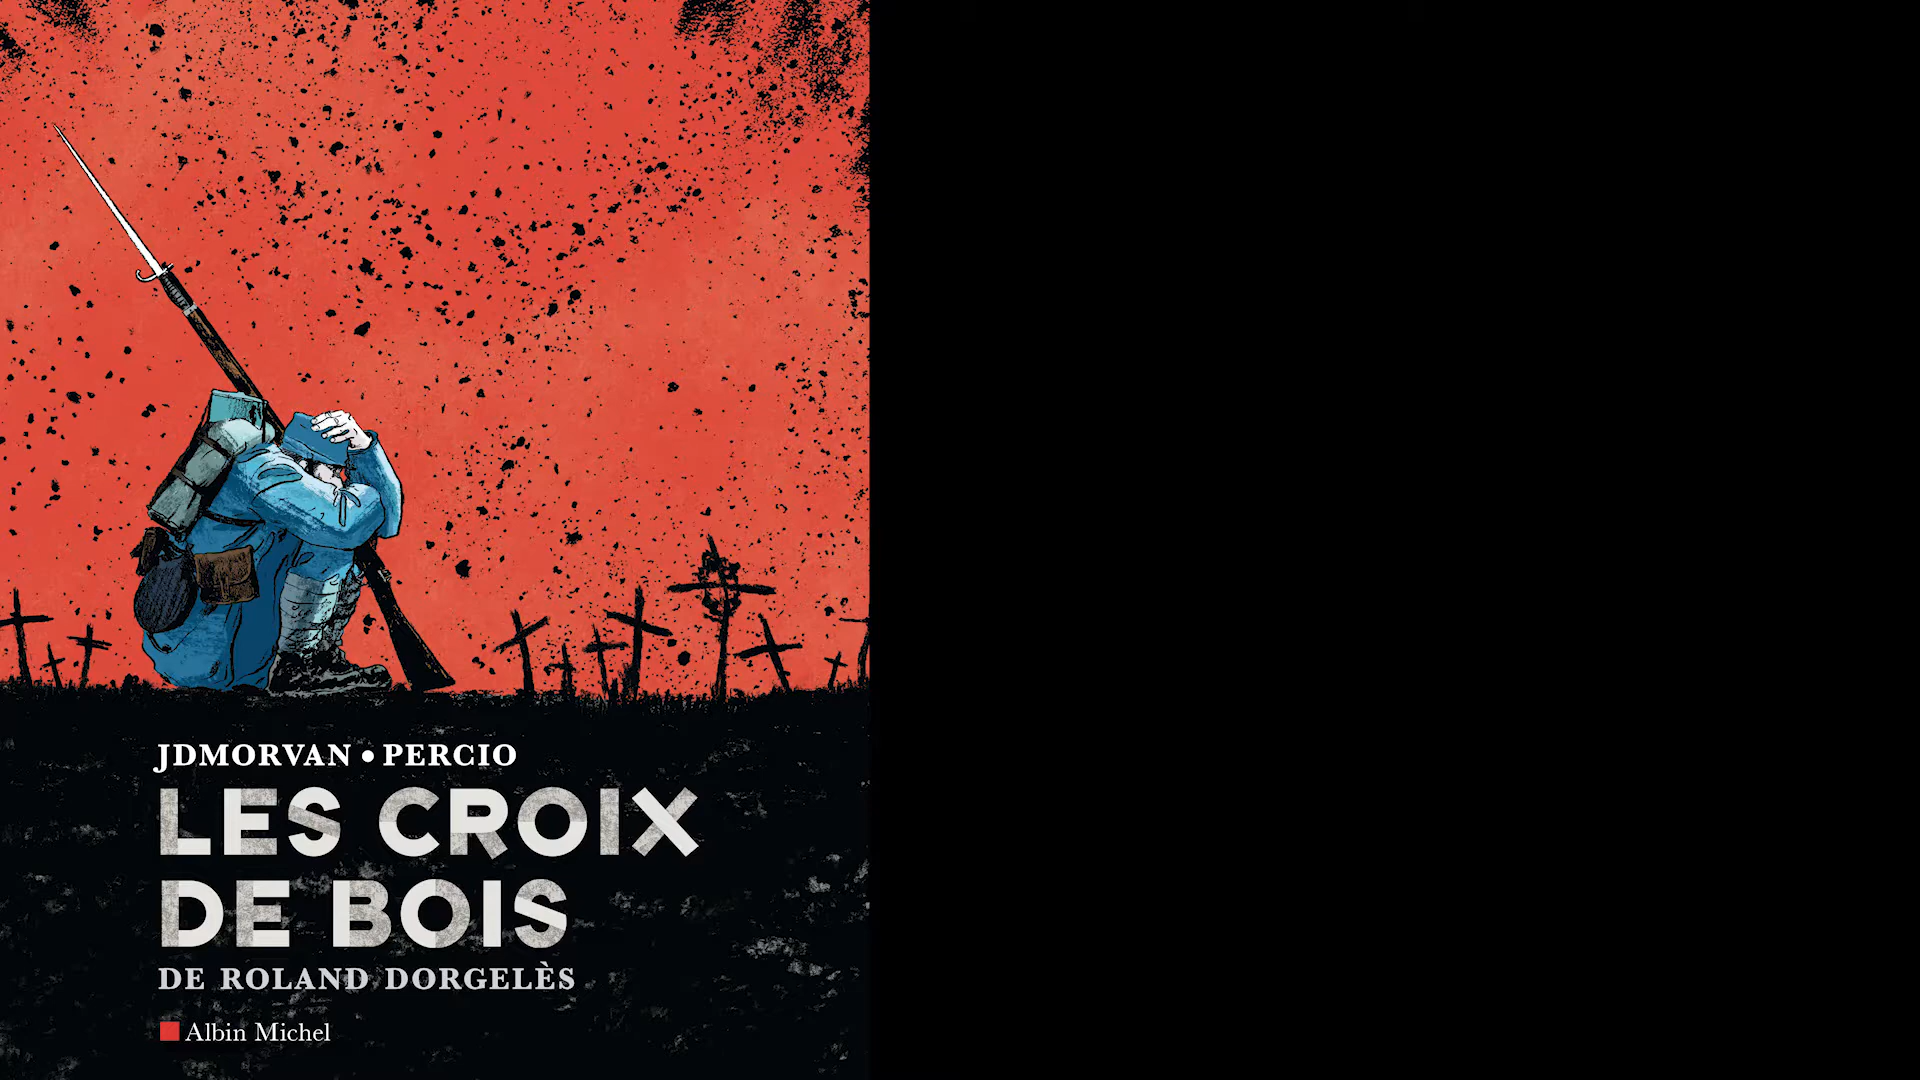 JDMORVAN • PERCIO
LES CROIX
DE BOIS
DE ROLAND DORGELÈS
Albin Michel